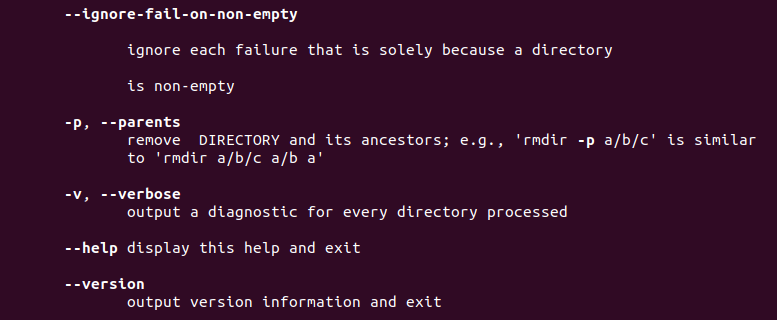 --ignore-fail-on-non-empty
ignore each failure that is solely because a directory
is non-empty
-p, --parents
remove  DIRECTORY and its ancestors; e.g., 'rmdir -p a/b/c' is similar
to 'rmdir a/b/c a/b a'
-v, --verbose
output a diagnostic for every directory processed
--help display this help and exit
--version
output version information and exit